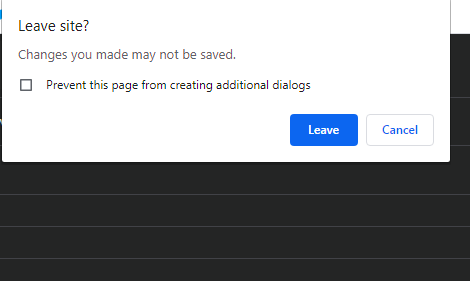 Leave site?
Changes you made may not be saved.
Prevent this page from creating additional dialogs
Leave
Cancel